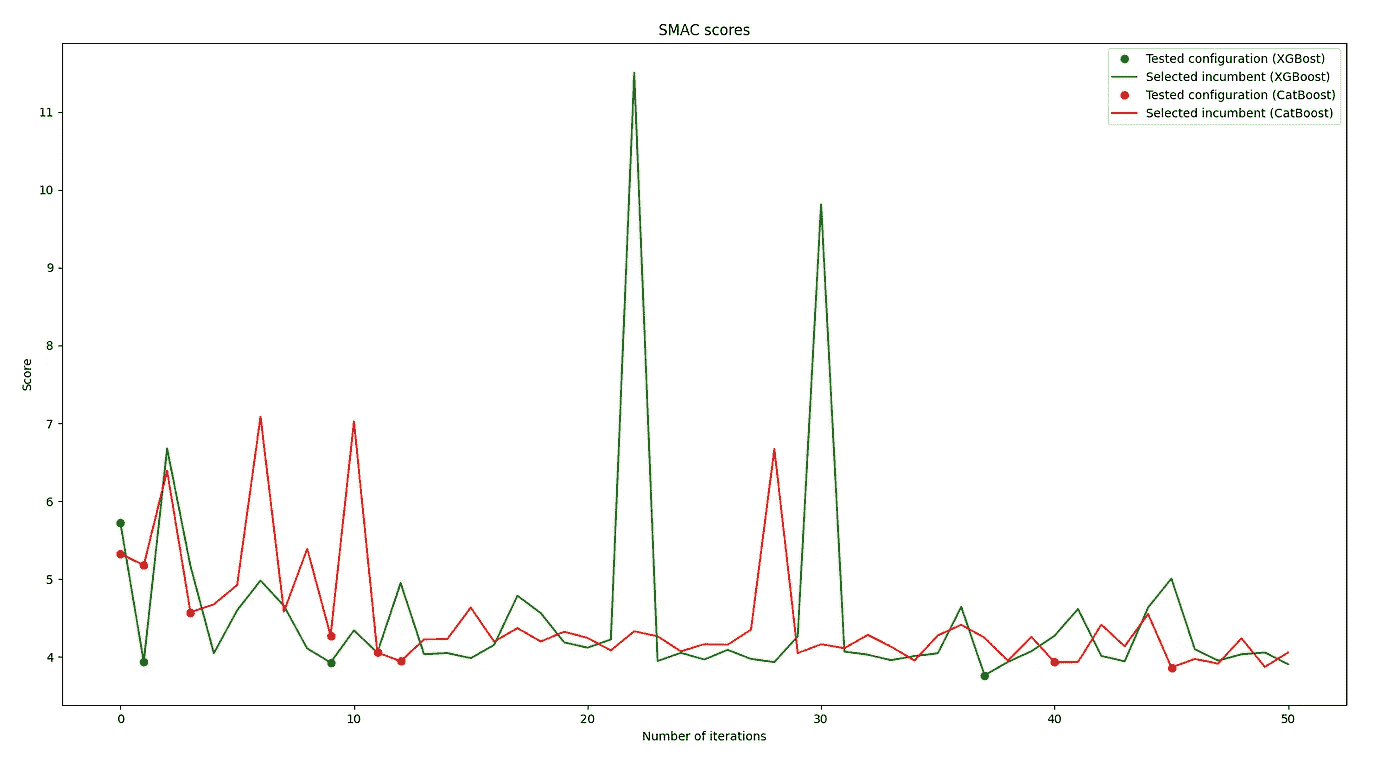 SMAC scores
Tested configuration (XGBost)
Selected incumbent (XGBoost)
Tested configuration (CatBoost)
Selected incumbent (CatBoost)
11
10
9
8
7
6
5
4
Score
0 10 20 30 40 50
Number of iterations